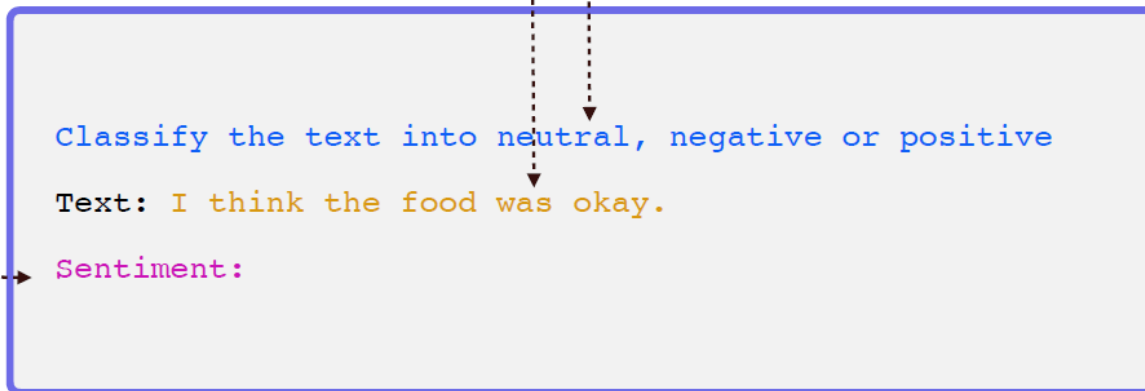 Classify the text into neutral, negative or positive
Text: I think the food was okay.
Sentiment: